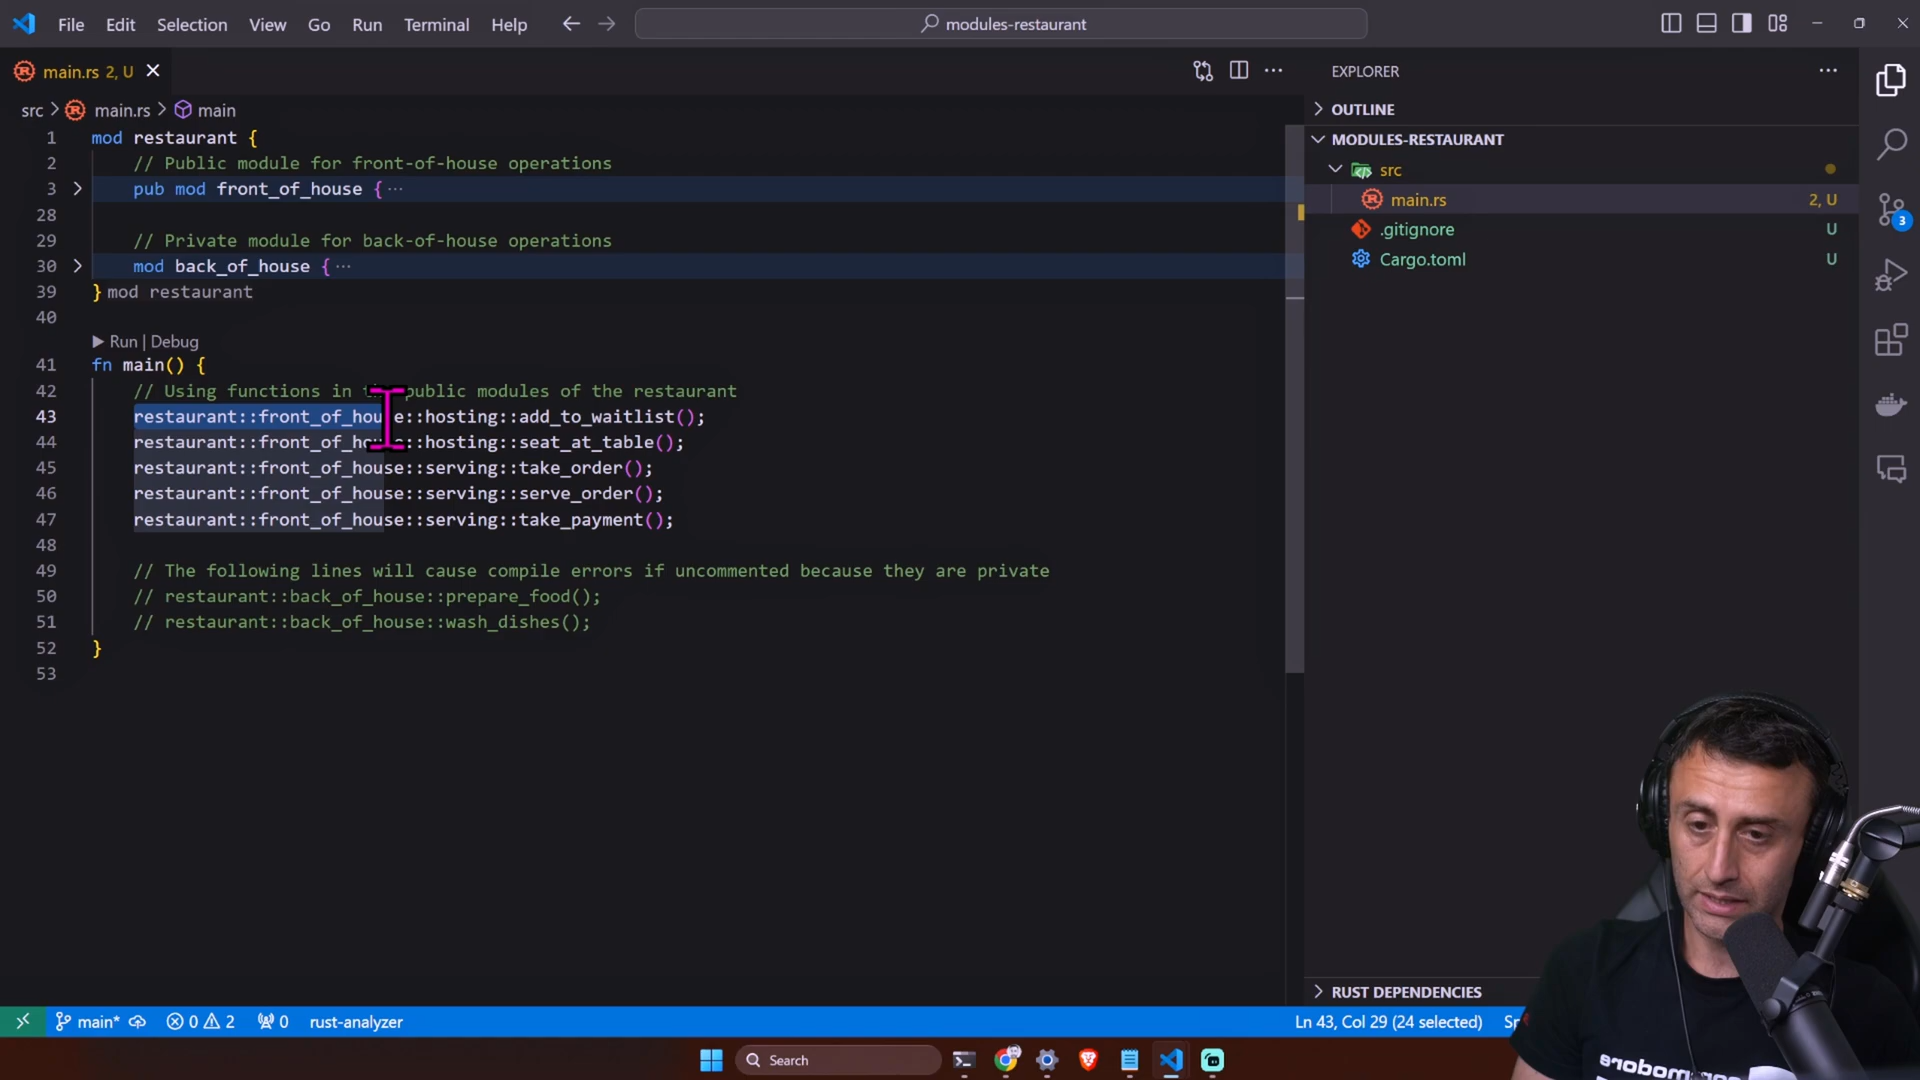 File Edit Selection View Go Run Terminal Help
modules-restaurant
main.rs 2, U
src > main.rs > main
1 mod restaurant {
2 // Public module for front-of-house operations
3 pub mod front_of_house { ...
28
29 // Private module for back-of-house operations
30 mod back_of_house { ...
39 } mod restaurant
40
Run | Debug
41 fn main() {
42 // Using functions in public modules of the restaurant
43 restaurant::front_of_house::hosting::add_to_waitlist();
44 restaurant::front_of_house::hosting::seat_at_table();
45 restaurant::front_of_house::serving::take_order();
46 restaurant::front_of_house::serving::serve_order();
47 restaurant::front_of_house::serving::take_payment();
48
49 // The following lines will cause compile errors if uncommented because they are private
50 // restaurant::back_of_house::prepare_food();
51 // restaurant::back_of_house::wash_dishes();
52 }
53
EXPLORER
OUTLINE
MODULES-RESTAURANT
src
main.rs 2, U
.gitignore U
Cargo.toml U
3
RUST DEPENDENCIES
main* 0 2 0 rust-analyzer
Ln 43, Col 29 (24 selected)
Search